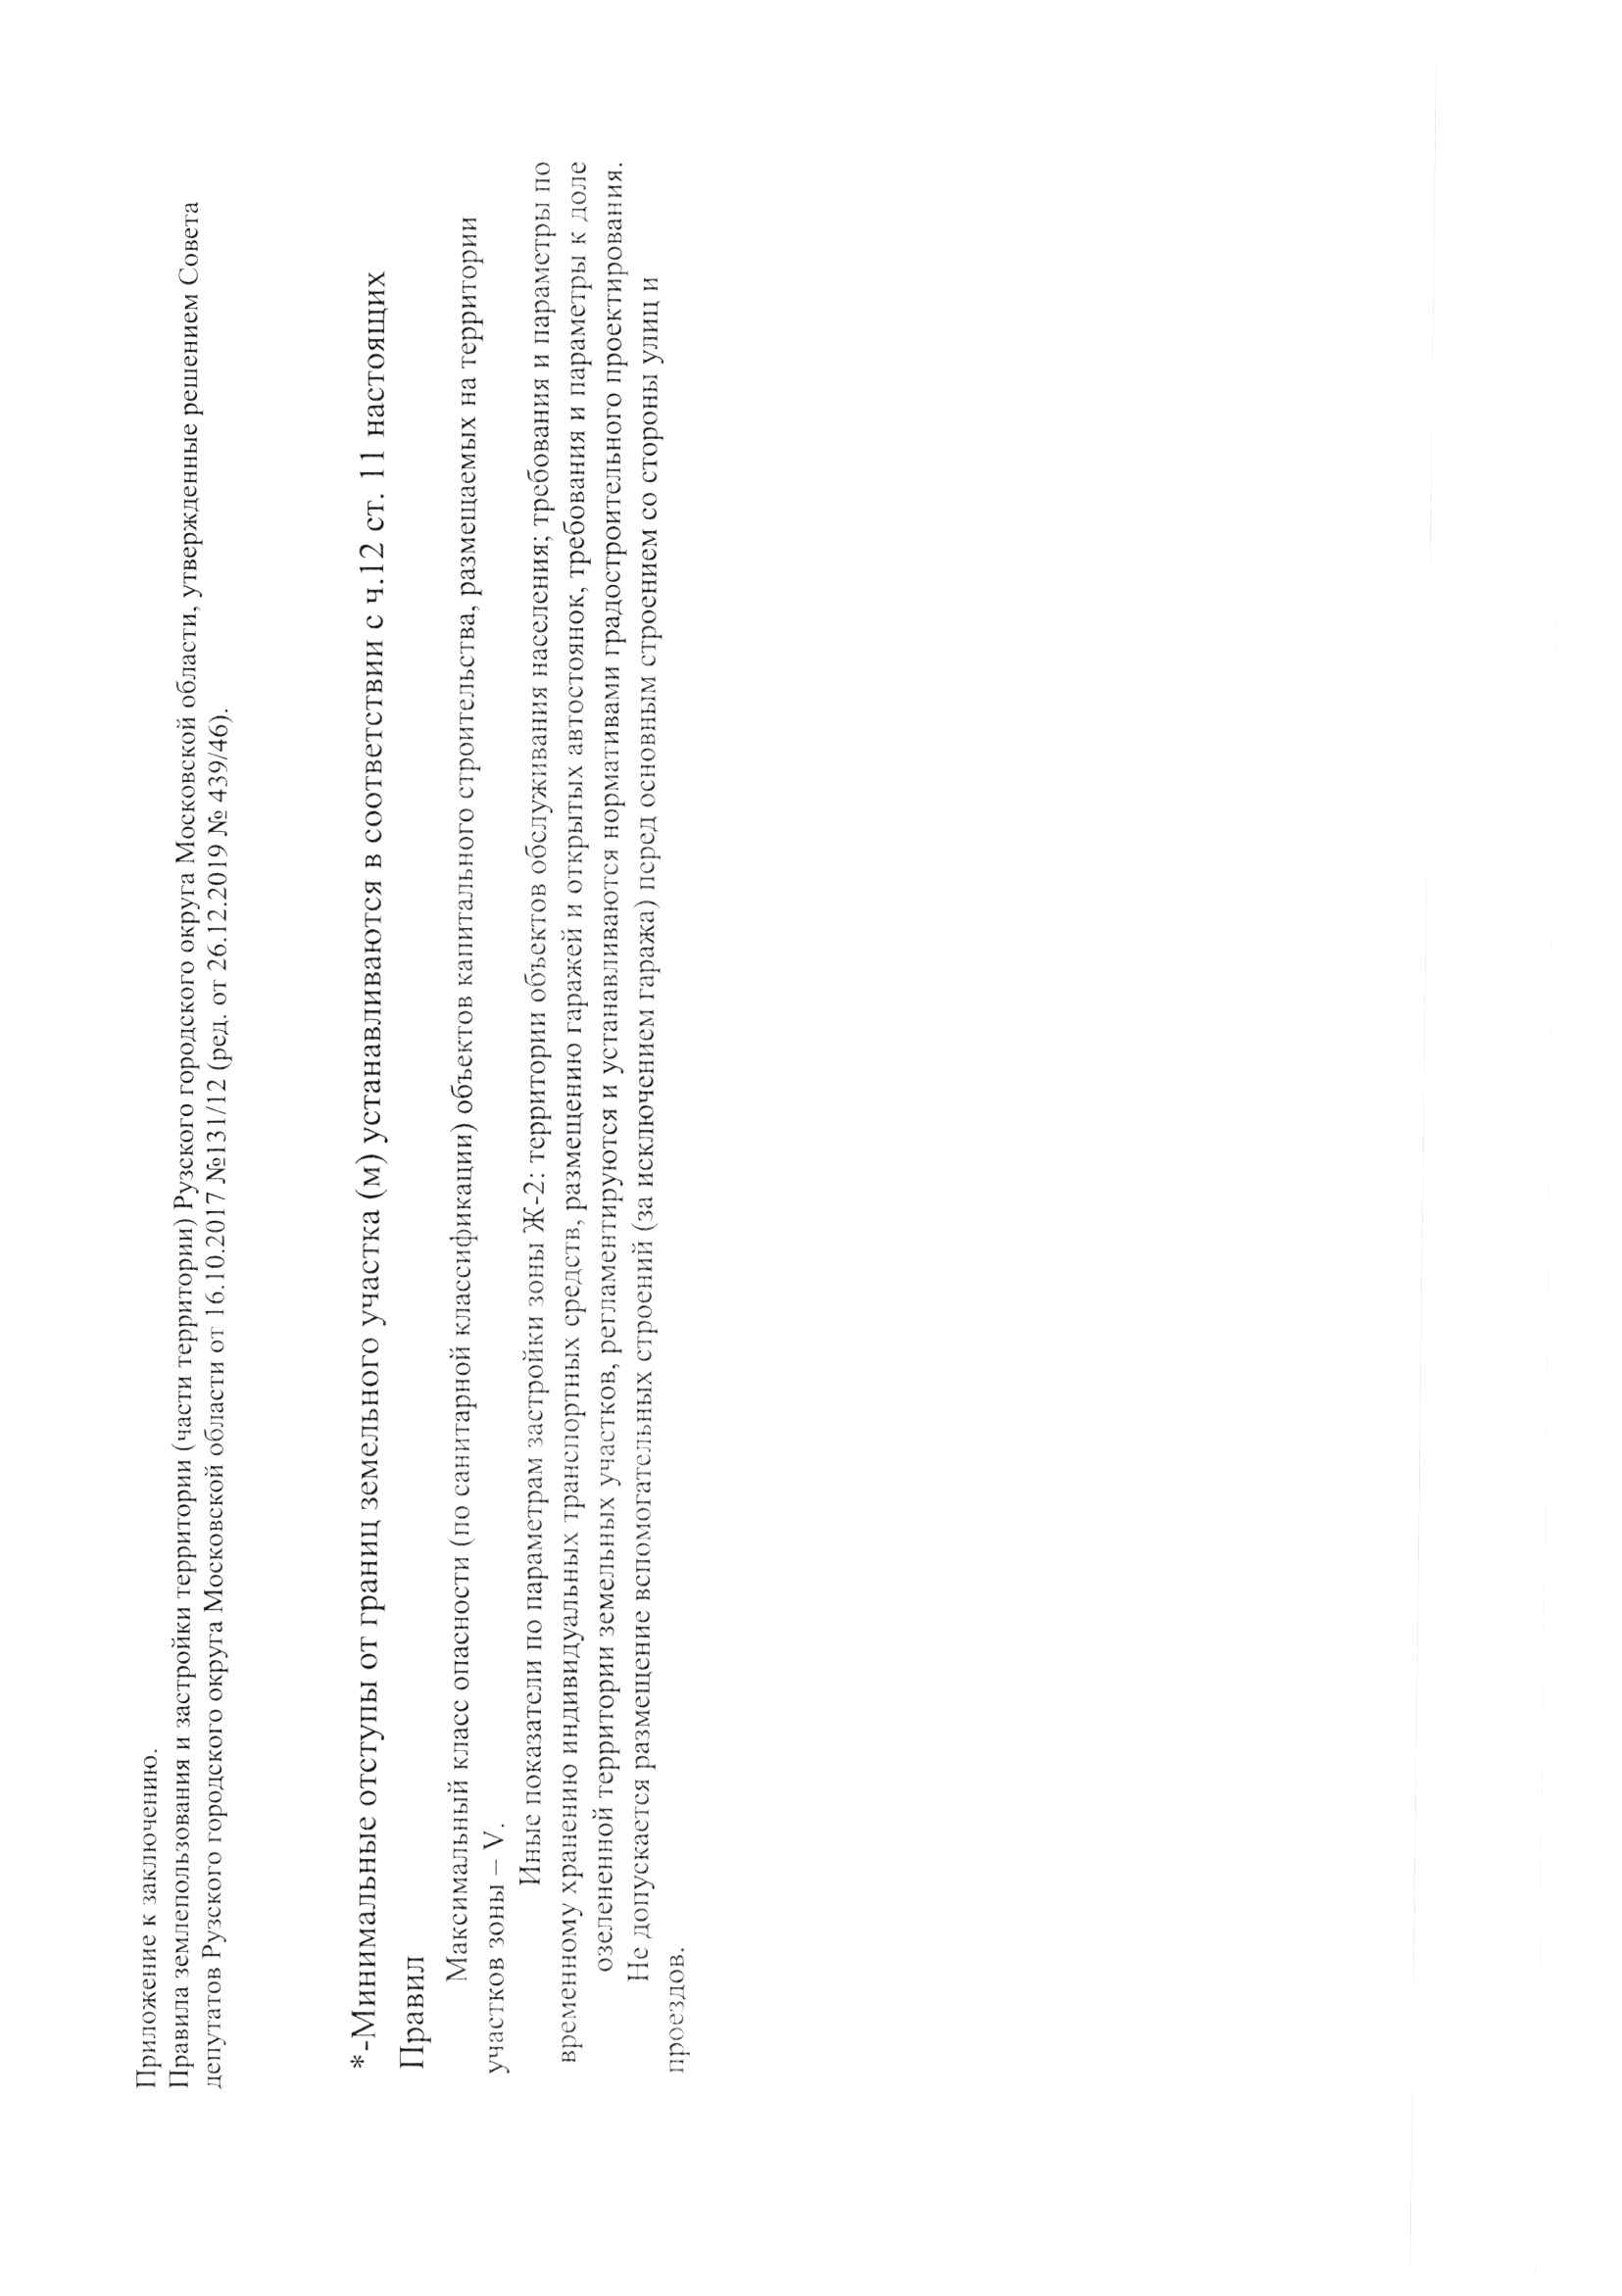 Приложение к заключению.
Правила землепользования и застройки территории (части территории) Рузского городского округа Московской области, утвержденные решением Совета
депутатов Рузского городского округа Московской области от 16.10.2017 №131/12 (ред. от 26.12.2019 № 439/46).
*-Минимальные отступы от границ земельного участка (м) устанавливаются в соответствии с ч.12 ст. 11 настоящих
Правил
Максимальный класс опасности (по санитарной классификации) объектов капитального строительства, размещаемых на территории
участков зоны – V.
Иные показатели по параметрам застройки зоны Ж-2: территории объектов обслуживания населения; требования и параметры по
временному хранению индивидуальных транспортных средств, размещению гаражей и открытых автостоянок, требования и параметры к доле
озелененной территории земельных участков, регламентируются и устанавливаются нормативами градостроительного проектирования.
Не допускается размещение вспомогательных строений (за исключением гаража) перед основным строением со стороны улиц и
проездов.